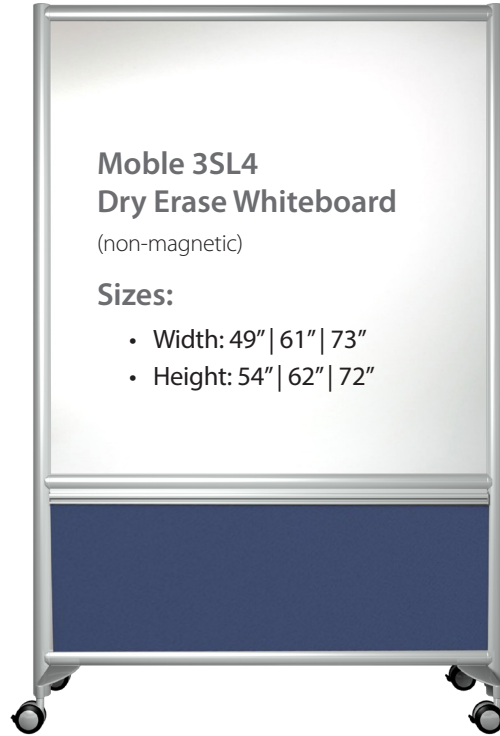 Moble 3SL4
Dry Erase Whiteboard
(non-magnetic)
Sizes:
• Width: 49”| 61”| 73”
• Height: 54”| 62”| 72”